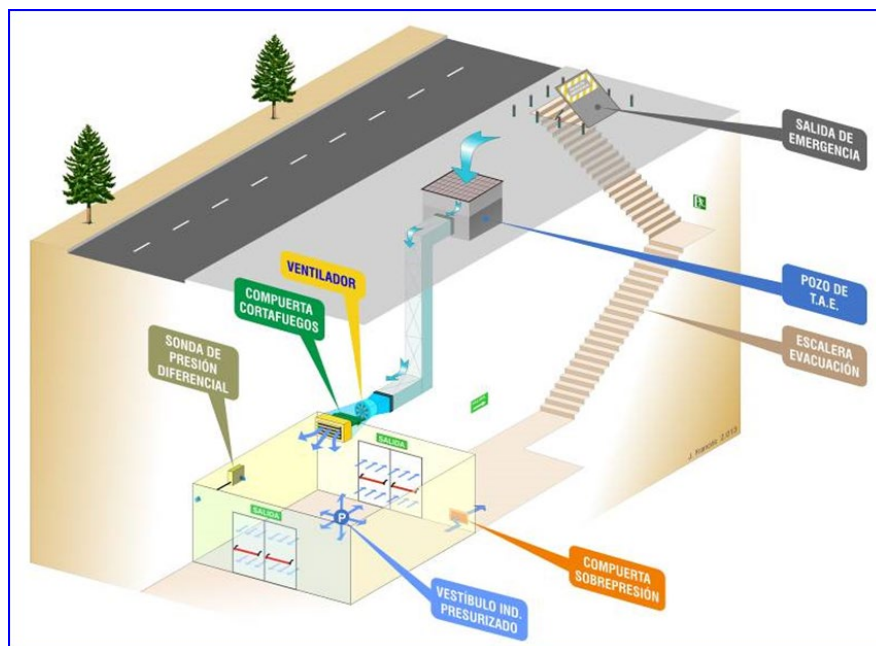 SALIDA DE
EMERGENCIA
VENTILADOR
COMPUERTA
CORTAFUEGOS
POZO DE
T.A.E.
SONDA DE
PRESIÓN
DIFERENCIAL
ESCALERA
EVACUACIÓN
SALIDA
SALIDA
P
COMPUERTA
SOBREPRESIÓN
VESTÍBULO IND.
PRESURIZADO